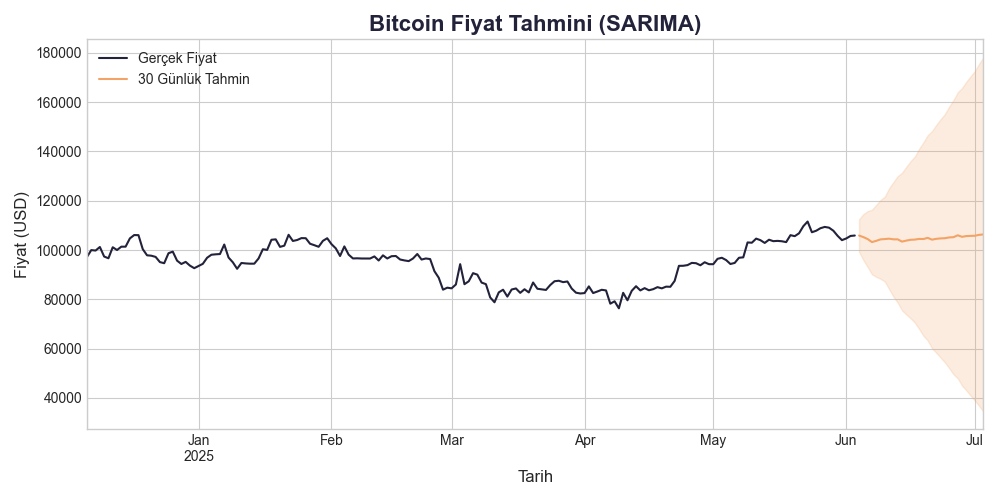 Bitcoin Fiyat Tahmini (SARIMA)
Gerçek Fiyat
30 Günlük Tahmin
Fiyat (USD)
180000
160000
140000
120000
100000
80000
60000
40000
Jan
2025
Feb
Mar
Apr
May
Jun
Jul
Tarih